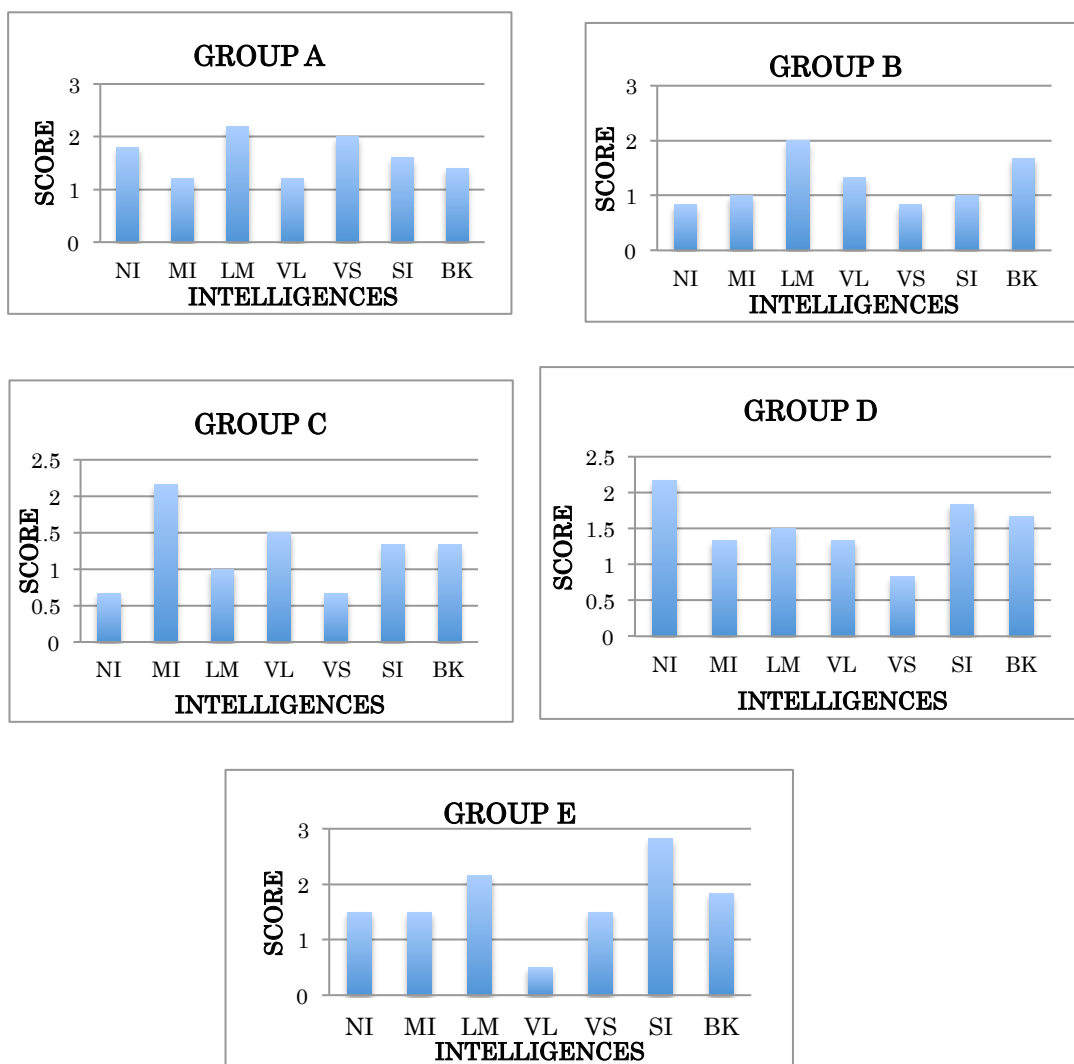 GROUP A
3
2
1
0
SCORE
NI MI LM VL VS SI BK
INTELLIGENCES
GROUP B
3
2
1
0
SCORE
NI MI LM VL VS SI BK
INTELLIGENCES
GROUP C
2.5
2
1.5
1
0.5
0
SCORE
NI MI LM VL VS SI BK
INTELLIGENCES
GROUP D
2.5
2
1.5
1
0.5
0
SCORE
NI MI LM VL VS SI BK
INTELLIGENCES
GROUP E
3
2
1
0
SCORE
NI MI LM VL VS SI BK
INTELLIGENCES